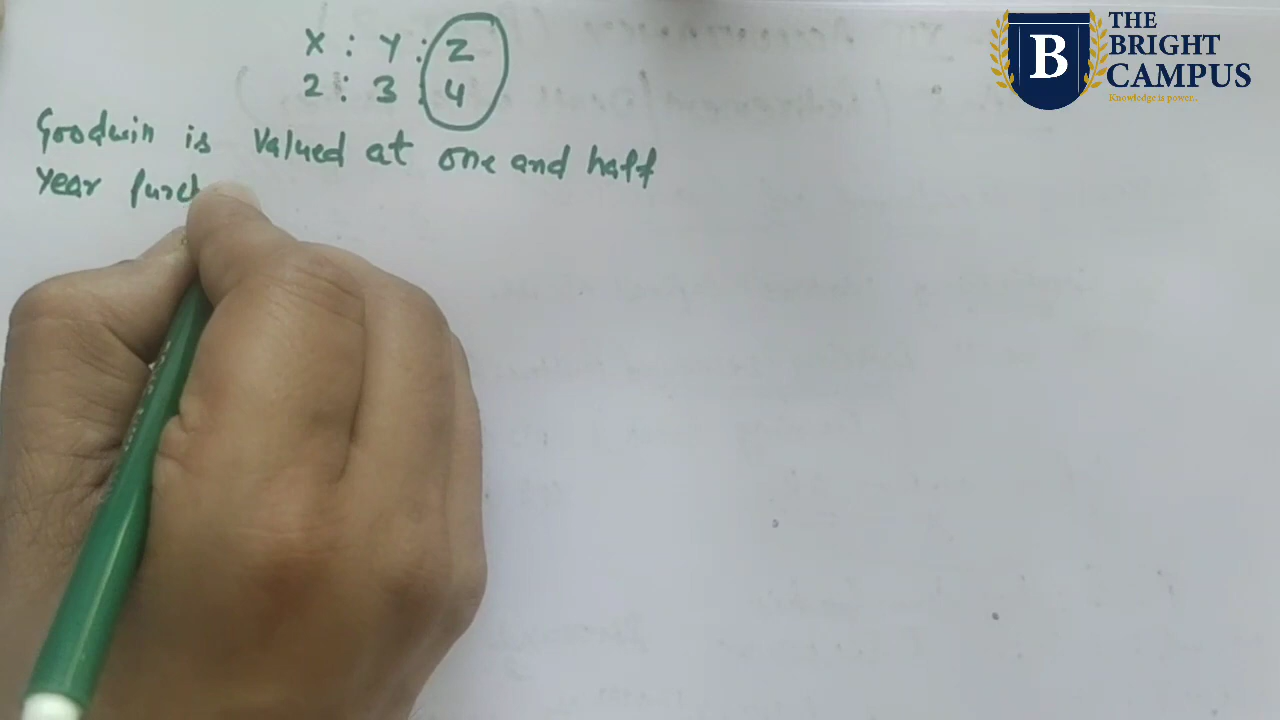 X : Y : Z
2 : 3 : 4
Goodwin is valued at one and half
Year purch
THE
BRIGHT
CAMPUS
Knowledge is power.
B